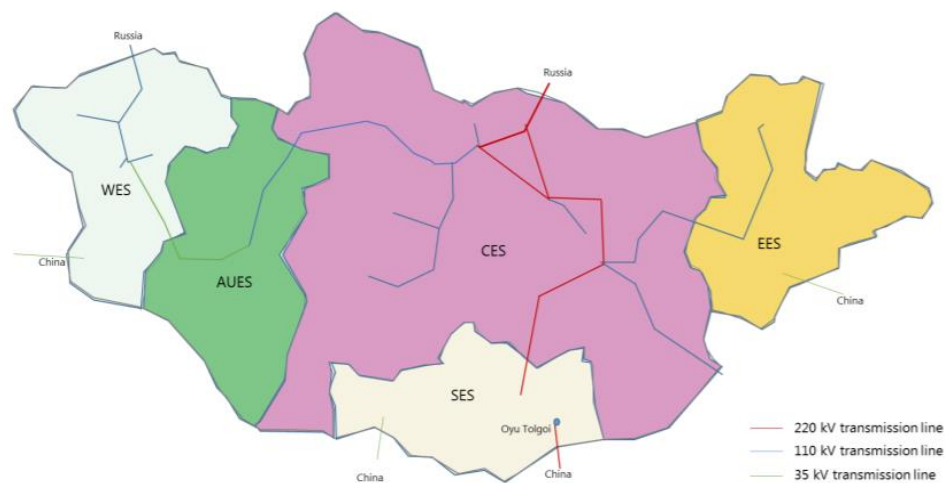 Russia
Russia
WES
China
AUES
CES
EES
China
SES
Oyu Tolgoi
China
China
220 kV transmission line
110 kV transmission line
35 kV transmission line